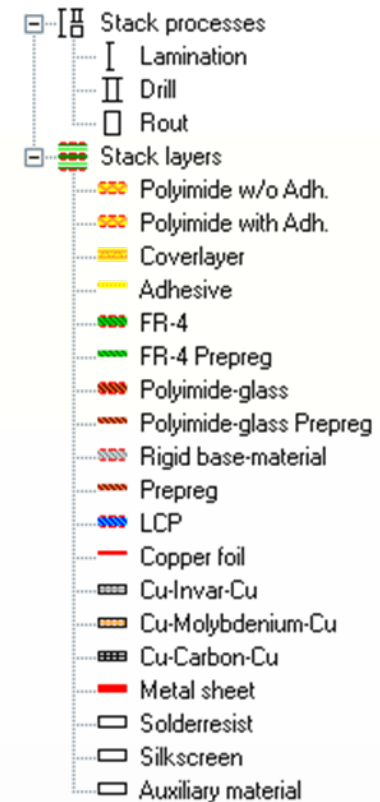 Stack processes
Lamination
Drill
Rout
Stack layers
Polyimide w/o Adh.
Polyimide with Adh.
Coverlayer
Adhesive
FR-4
FR-4 Prepreg
Polyimide-glass
Polyimide-glass Prepreg
Rigid base-material
Prepreg
LCP
Copper foil
Cu-Invar-Cu
Cu-Molybdenium-Cu
Cu-Carbon-Cu
Metal sheet
Solderresist
Silkscreen
Auxiliary material